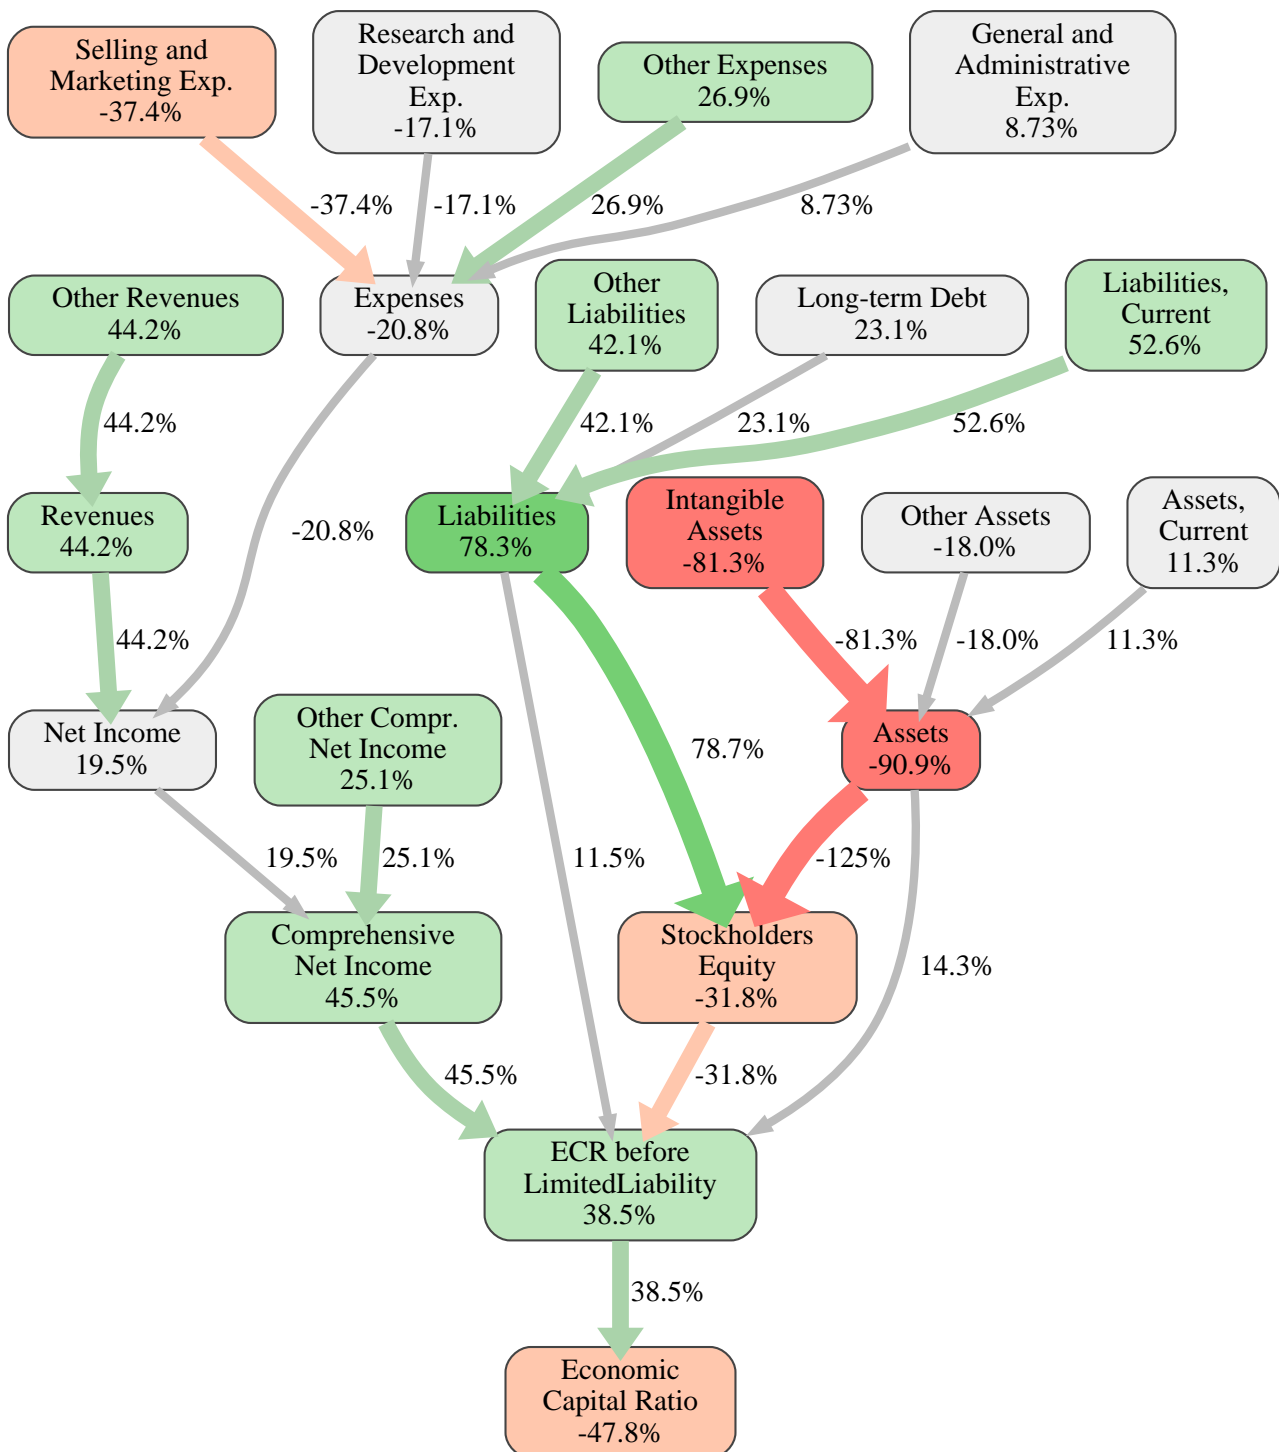 Selling and
Marketing Exp.
-37.4%
Research and
Development
Exp.
-17.1%
Other Expenses
26.9%
General and
Administrative
Exp.
8.73%
-37.4%
-17.1%
26.9%
8.73%
Other Revenues
44.2%
Expenses
-20.8%
Other
Liabilities
42.1%
Long-term Debt
23.1%
Liabilities,
Current
52.6%
44.2%
42.1%
23.1%
52.6%
Revenues
44.2%
-20.8%
Liabilities
78.3%
Intangible
Assets
-81.3%
Other Assets
-18.0%
Assets,
Current
11.3%
44.2%
-81.3%
-18.0%
11.3%
Net Income
19.5%
Other Compr.
Net Income
25.1%
78.7%
Assets
-90.9%
19.5%
25.1%
11.5%
-125%
Comprehensive
Net Income
45.5%
Stockholders
Equity
-31.8%
14.3%
45.5%
-31.8%
ECR before
LimitedLiability
38.5%
38.5%
Economic
Capital Ratio
-47.8%